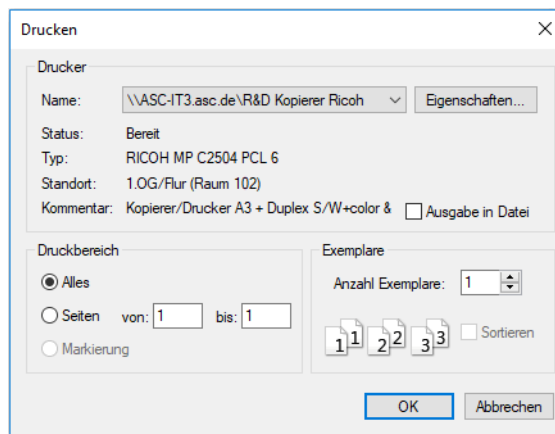 Drucken
Drucker
Name: \\ASC-IT3.asc.de\R&D Kopierer Ricoh Eigenschaften...
Status: Bereit
Typ: RICOH MP C2504 PCL 6
Standort: 1.OG/Flur (Raum 102)
Kommentar: Kopierer/Drucker A3 + Duplex S/W+color & Ausgabe in Datei
Druckbereich
Alles
Seiten von: 1 bis: 1
Markierung
Exemplare
Anzahl Exemplare: 1
1 1 2 2 3 3 Sortieren
OK Abbrechen